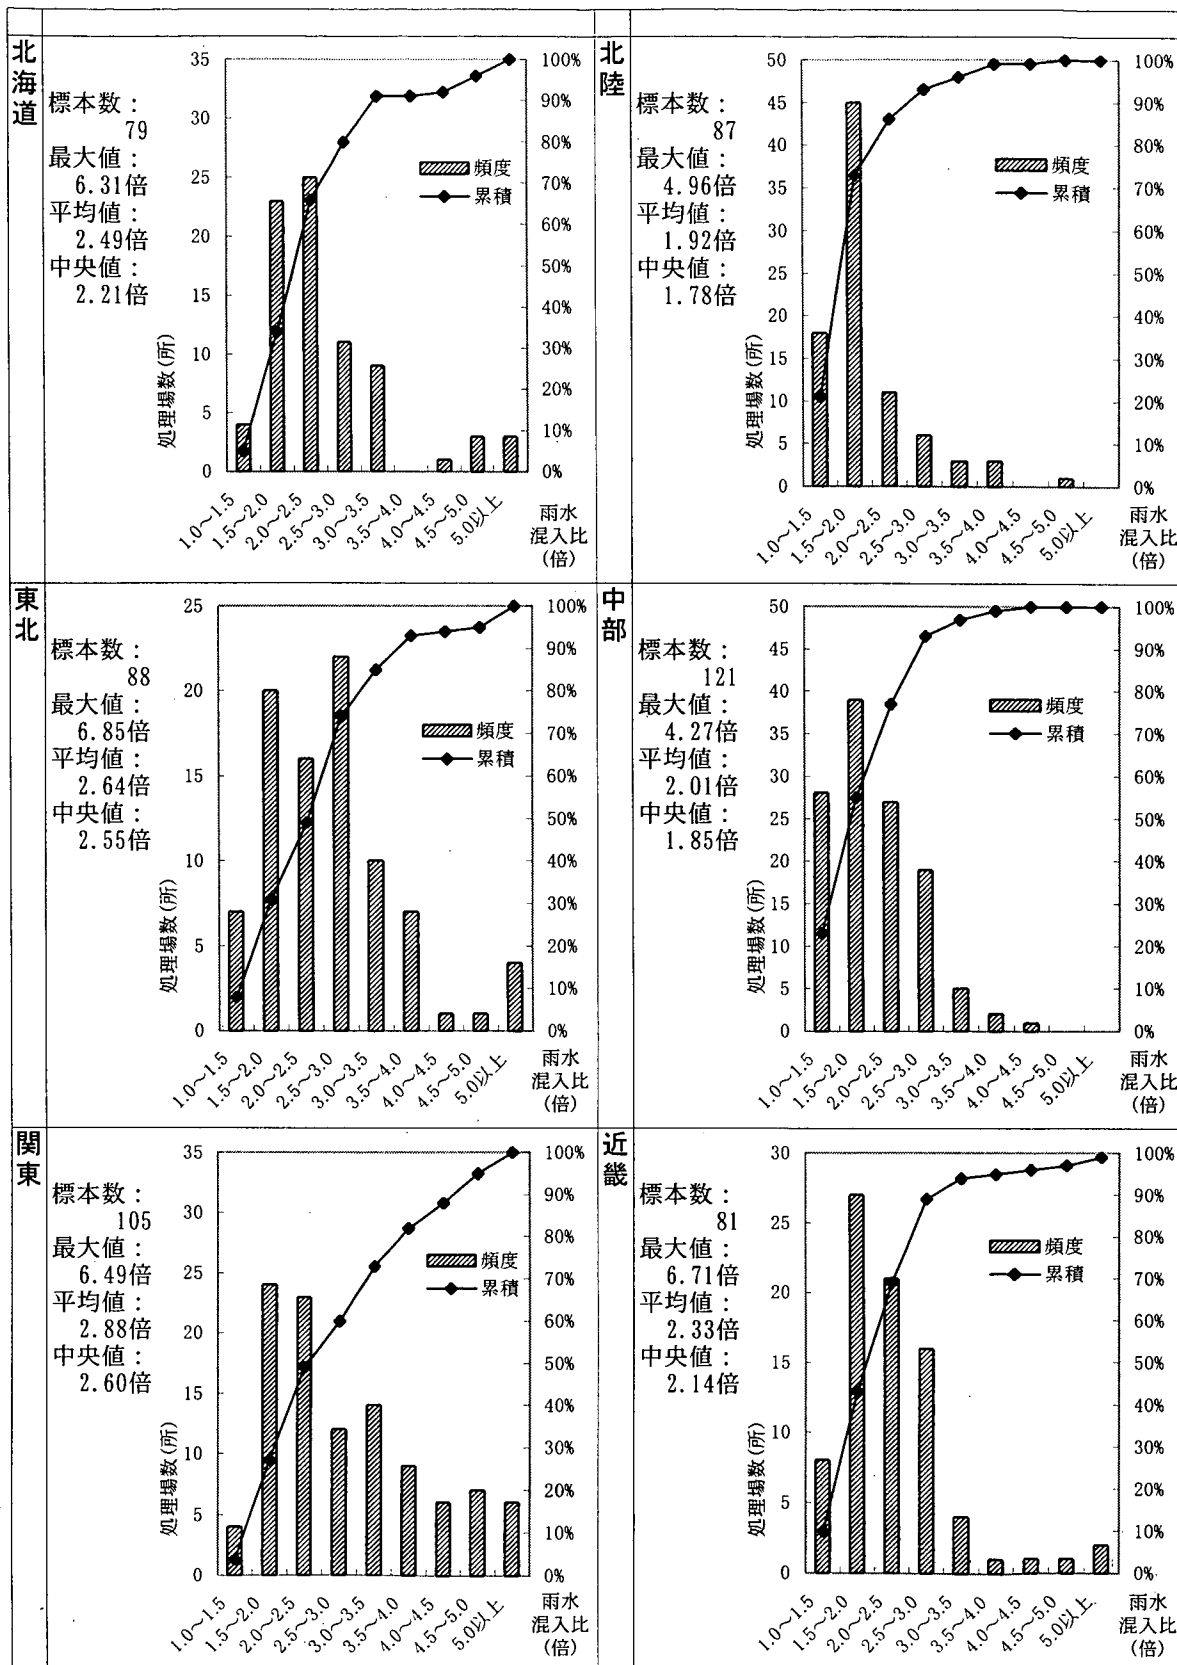 北海道
標本数：
79
最大値：
6.31倍
平均値：
2.49倍
中央値：
2.21倍
処理場数(所)
35
30
25
20
15
10
5
0
頻度
累積
100%
90%
80%
70%
60%
50%
40%
30%
20%
10%
0%
1.0～1.5
1.5～2.0
2.0～2.5
2.5～3.0
3.0～3.5
3.5～4.0
4.0～4.5
4.5～5.0
5.0以上
雨水
混入比
(倍)
北陸
標本数：
87
最大値：
4.96倍
平均値：
1.92倍
中央値：
1.78倍
処理場数(所)
50
45
40
35
30
25
20
15
10
5
0
頻度
累積
100%
90%
80%
70%
60%
50%
40%
30%
20%
10%
0%
1.0～1.5
1.5～2.0
2.0～2.5
2.5～3.0
3.0～3.5
3.5～4.0
4.0～4.5
4.5～5.0
5.0以上
雨水
混入比
(倍)
東北
標本数：
88
最大値：
6.85倍
平均値：
2.64倍
中央値：
2.55倍
処理場数(所)
25
20
15
10
5
0
頻度
累積
100%
90%
80%
70%
60%
50%
40%
30%
20%
10%
0%
1.0～1.5
1.5～2.0
2.0～2.5
2.5～3.0
3.0～3.5
3.5～4.0
4.0～4.5
4.5～5.0
5.0以上
雨水
混入比
(倍)
中部
標本数：
121
最大値：
4.27倍
平均値：
2.01倍
中央値：
1.85倍
処理場数(所)
50
45
40
35
30
25
20
15
10
5
0
頻度
累積
100%
90%
80%
70%
60%
50%
40%
30%
20%
10%
0%
1.0～1.5
1.5～2.0
2.0～2.5
2.5～3.0
3.0～3.5
3.5～4.0
4.0～4.5
4.5～5.0
5.0以上
雨水
混入比
(倍)
関東
標本数：
105
最大値：
6.49倍
平均値：
2.88倍
中央値：
2.60倍
処理場数(所)
35
30
25
20
15
10
5
0
頻度
累積
100%
90%
80%
70%
60%
50%
40%
30%
20%
10%
0%
1.0～1.5
1.5～2.0
2.0～2.5
2.5～3.0
3.0～3.5
3.5～4.0
4.0～4.5
4.5～5.0
5.0以上
雨水
混入比
(倍)
近畿
標本数：
81
最大値：
6.71倍
平均値：
2.33倍
中央値：
2.14倍
処理場数(所)
30
25
20
15
10
5
0
頻度
累積
100%
90%
80%
70%
60%
50%
40%
30%
20%
10%
0%
1.0～1.5
1.5～2.0
2.0～2.5
2.5～3.0
3.0～3.5
3.5～4.0
4.0～4.5
4.5～5.0
5.0以上
雨水
混入比
(倍)